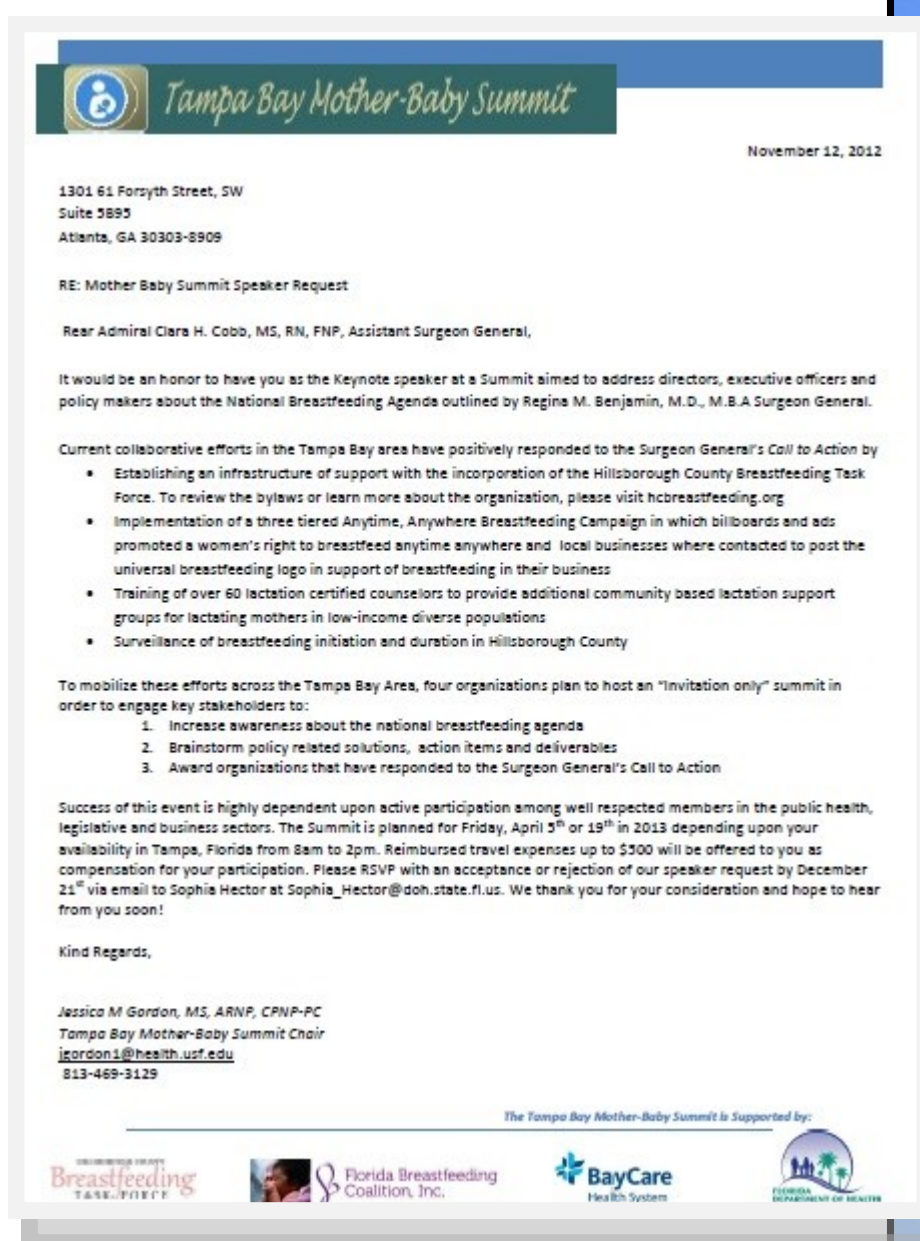 Tampa Bay Mother-Baby Summit
November 12, 2012
1301 61 Forsyth Street, SW
Suite 5B95
Atlanta, GA 30303-8909
RE: Mother Baby Summit Speaker Request
Rear Admiral Clara H. Cobb, MS, RN, FNP, Assistant Surgeon General,
It would be an honor to have you as the Keynote speaker at a Summit aimed to address directors, executive officers and
policy makers about the National Breastfeeding Agenda outlined by Regina M. Benjamin, M.D., M.B.A Surgeon General.
Current collaborative efforts in the Tampa Bay area have positively responded to the Surgeon General's Call to Action by
• Establishing an infrastructure of support with the incorporation of the Hillsborough County Breastfeeding Task
Force. To review the bylaws or learn more about the organization, please visit hcbreastfeeding.org
• Implementation of a three tiered Anytime, Anywhere Breastfeeding Campaign in which billboards and ads
promoted a women's right to breastfeed anytime anywhere and local businesses where contacted to post the
universal breastfeeding logo in support of breastfeeding in their business
• Training of over 60 lactation certified counselors to provide additional community based lactation support
groups for lactating mothers in low-income diverse populations
• Surveillance of breastfeeding initiation and duration in Hillsborough County
To mobilize these efforts across the Tampa Bay Area, four organizations plan to host an "Invitation only" summit in
order to engage key stakeholders to:
1. Increase awareness about the national breastfeeding agenda
2. Brainstorm policy related solutions, action items and deliverables
3. Award organizations that have responded to the Surgeon General's Call to Action
Success of this event is highly dependent upon active participation among well respected members in the public health,
legislative and business sectors. The Summit is planned for Friday, April 5th or 19th in 2013 depending upon your
availability in Tampa, Florida from 8am to 2pm. Reimbursed travel expenses up to $500 will be offered to you as
compensation for your participation. Please RSVP with an acceptance or rejection of our speaker request by December
21st via email to Sophia Hector at Sophia_Hector@doh.state.fl.us. We thank you for your consideration and hope to hear
from you soon!
Kind Regards,
Jessica M Gordon, MS, ARNP, CPNP-PC
Tampa Bay Mother-Baby Summit Chair
jgordon1@health.usf.edu
813-469-3129
The Tampa Bay Mother-Baby Summit is Supported by:
Breastfeeding
TASK-FORCE
Florida Breastfeeding
Coalition, Inc.
BayCare
Health System
FLORIDA
DEPARTMENT OF HEALTH